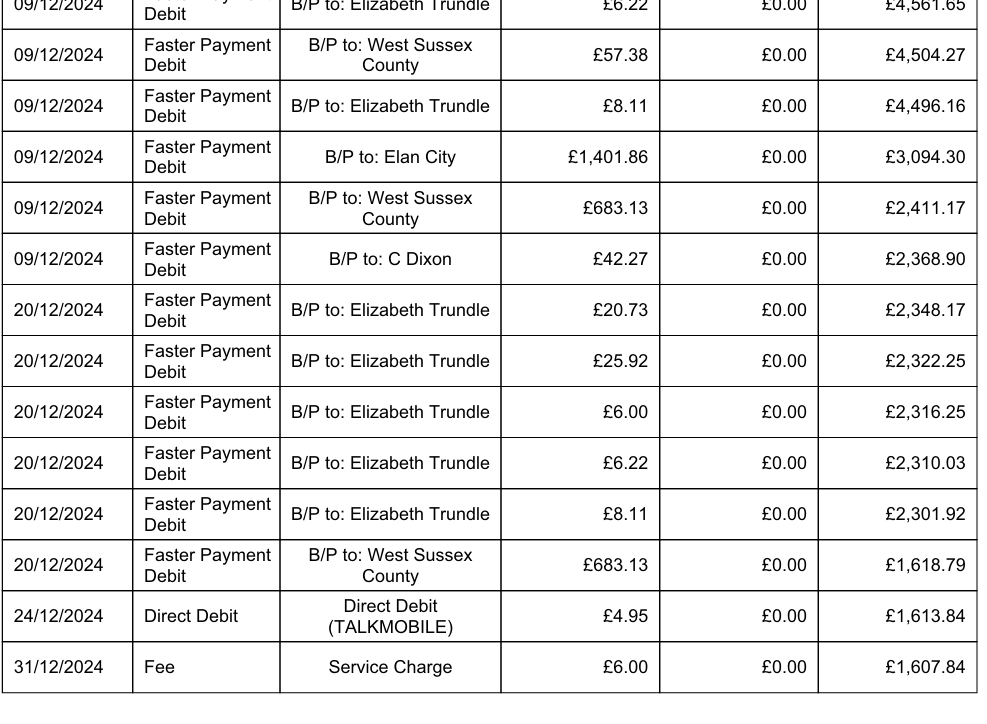 09/12/2024 Debit B/P to: Elizabeth Trundle £6.22 £0.00 £4,561.65
09/12/2024 Faster Payment Debit B/P to: West Sussex County £57.38 £0.00 £4,504.27
09/12/2024 Faster Payment Debit B/P to: Elizabeth Trundle £8.11 £0.00 £4,496.16
09/12/2024 Faster Payment Debit B/P to: Elan City £1,401.86 £0.00 £3,094.30
09/12/2024 Faster Payment Debit B/P to: West Sussex County £683.13 £0.00 £2,411.17
09/12/2024 Faster Payment Debit B/P to: C Dixon £42.27 £0.00 £2,368.90
20/12/2024 Faster Payment Debit B/P to: Elizabeth Trundle £20.73 £0.00 £2,348.17
20/12/2024 Faster Payment Debit B/P to: Elizabeth Trundle £25.92 £0.00 £2,322.25
20/12/2024 Faster Payment Debit B/P to: Elizabeth Trundle £6.00 £0.00 £2,316.25
20/12/2024 Faster Payment Debit B/P to: Elizabeth Trundle £6.22 £0.00 £2,310.03
20/12/2024 Faster Payment Debit B/P to: Elizabeth Trundle £8.11 £0.00 £2,301.92
20/12/2024 Faster Payment Debit B/P to: West Sussex County £683.13 £0.00 £1,618.79
24/12/2024 Direct Debit Direct Debit (TALKMOBILE) £4.95 £0.00 £1,613.84
31/12/2024 Fee Service Charge £6.00 £0.00 £1,607.84